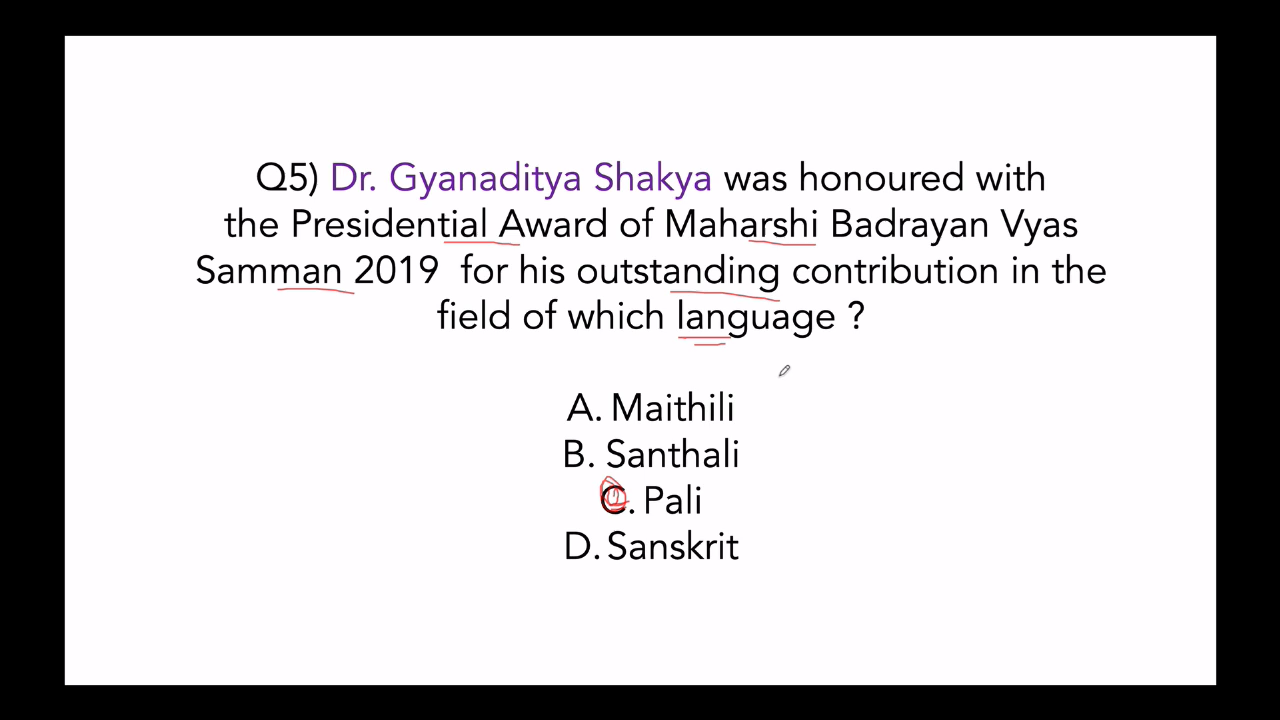 Q5) Dr. Gyanaditya Shakya was honoured with
the Presidential Award of Maharshi Badrayan Vyas
Samman 2019 for his outstanding contribution in the
field of which language ?
A. Maithili
B. Santhali
C. Pali
D. Sanskrit